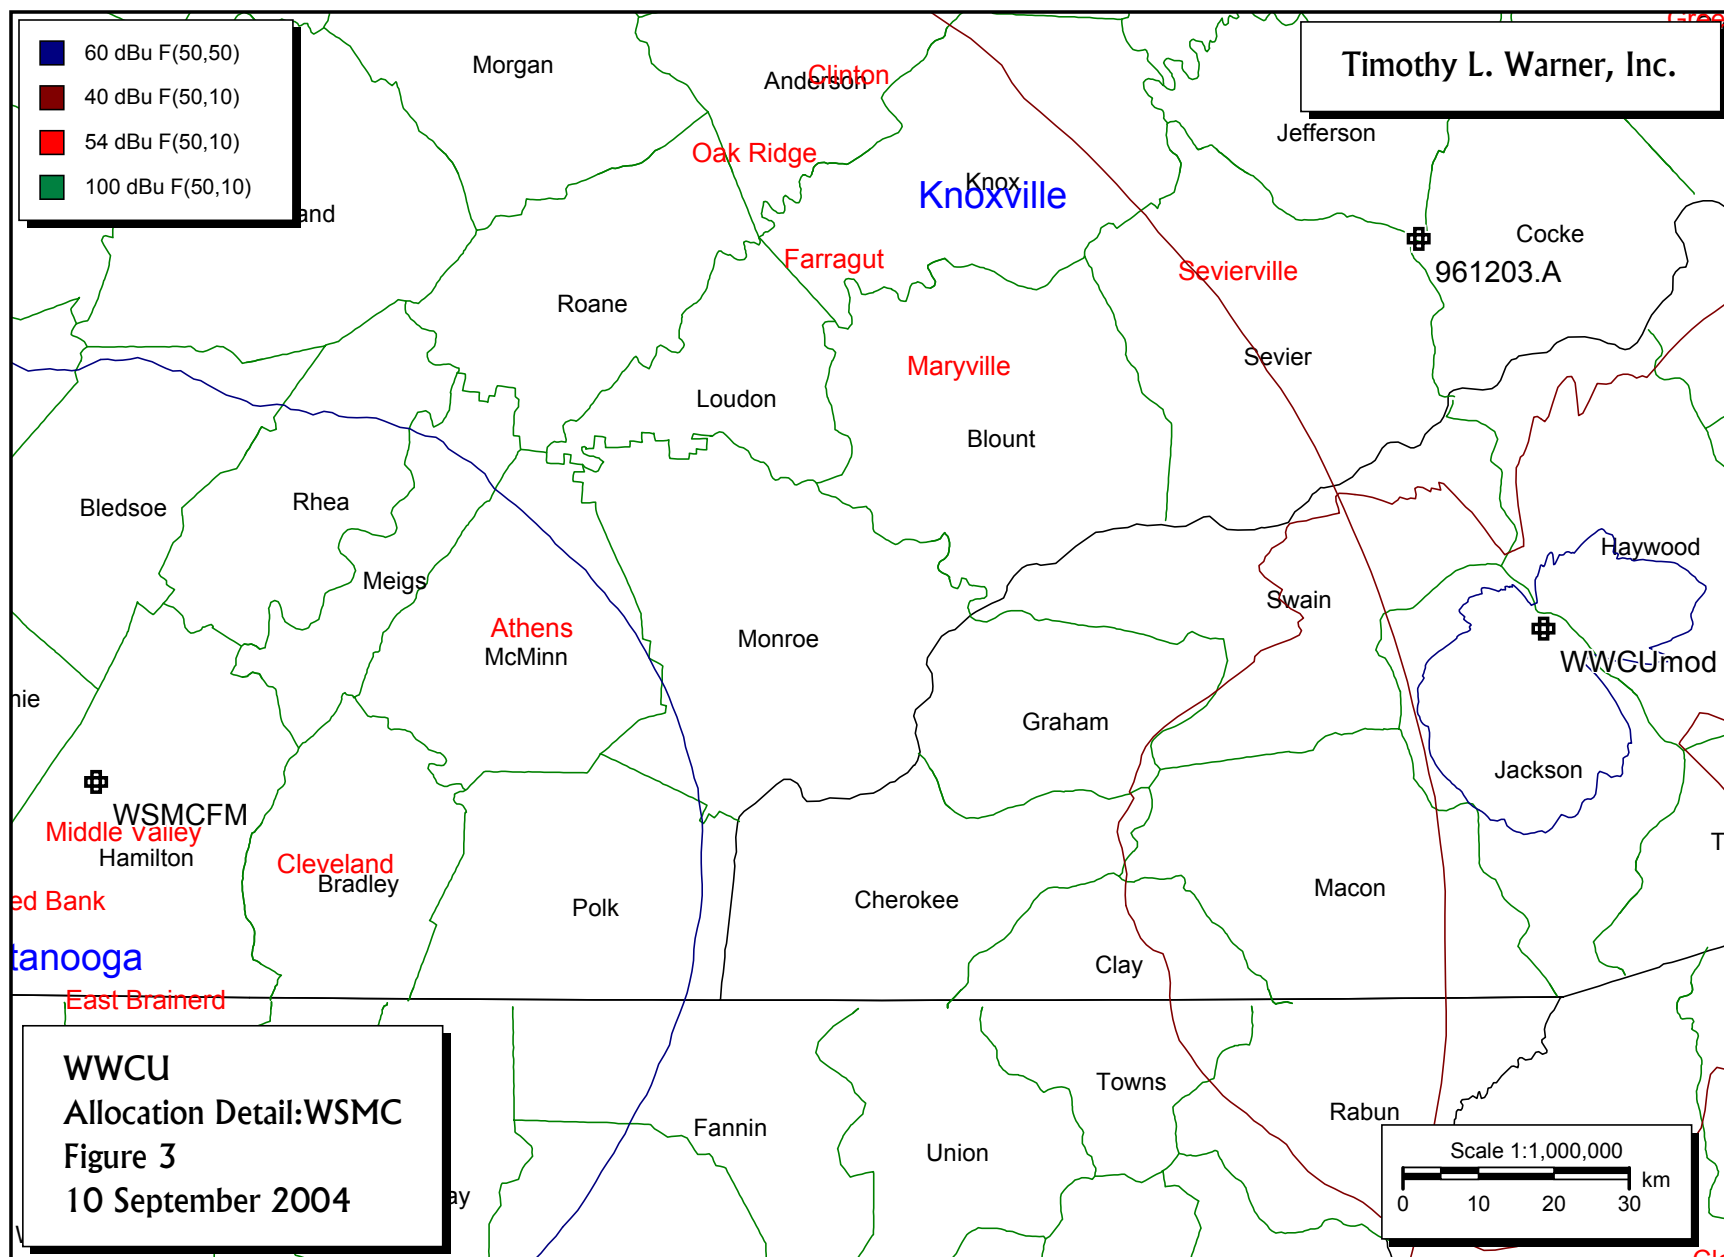 60 dBu F(50,50)
40 dBu F(50,10)
54 dBu F(50,10)
100 dBu F(50,10)
Timothy L. Warner, Inc.
Morgan
Anderson
Clinton
Jefferson
Oak Ridge
Knox
Knoxville
and
Cocke
Farragut
Sevierville
961203.A
Roane
Sevier
Maryville
Loudon
Blount
Bledsoe
Rhea
Haywood
Meigs
Swain
Athens
McMinn
Monroe
WWCUmod
nie
Graham
Jackson
WSMCFM
Middle Valley
Hamilton
Cleveland
Bradley
Macon
ed Bank
Polk
Cherokee
tanooga
Clay
East Brainerd
WWCU
Allocation Detail:WSMC
Figure 3
10 September 2004
Towns
Rabun
Fannin
Union
ay
Scale 1:1,000,000
km
0 10 20 30